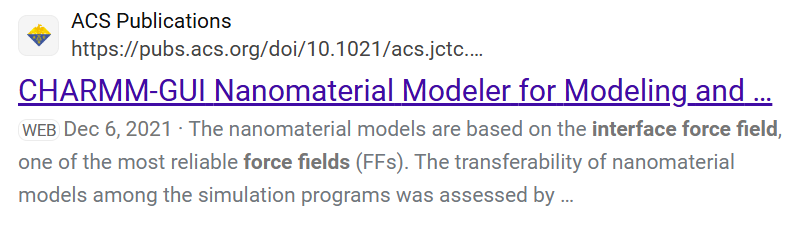 ACS Publications
https://pubs.acs.org/doi/10.1021/acs.jctc....
CHARMM-GUI Nanomaterial Modeler for Modeling and ...
WEB Dec 6, 2021 · The nanomaterial models are based on the interface force field,
one of the most reliable force fields (FFs). The transferability of nanomaterial
models among the simulation programs was assessed by ...